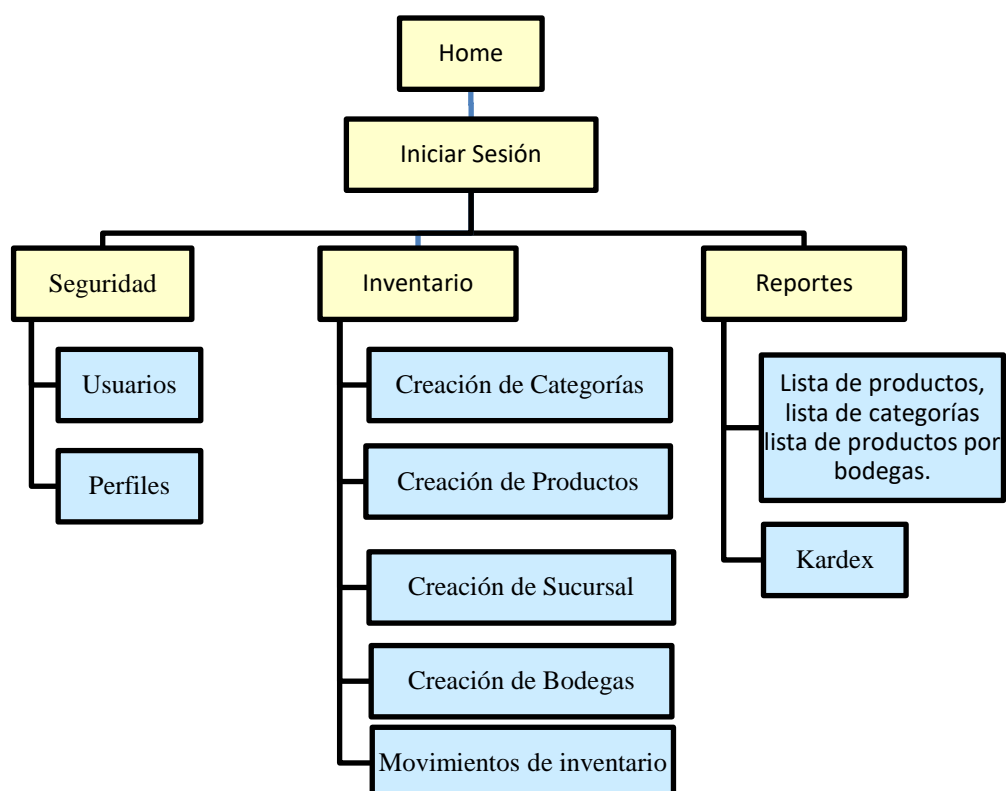 Home
Iniciar Sesión
Seguridad
Inventario
Reportes
Usuarios
Perfiles
Creación de Categorías
Creación de Productos
Creación de Sucursal
Creación de Bodegas
Movimientos de inventario
Lista de productos,
lista de categorías
lista de productos por
bodegas.
Kardex